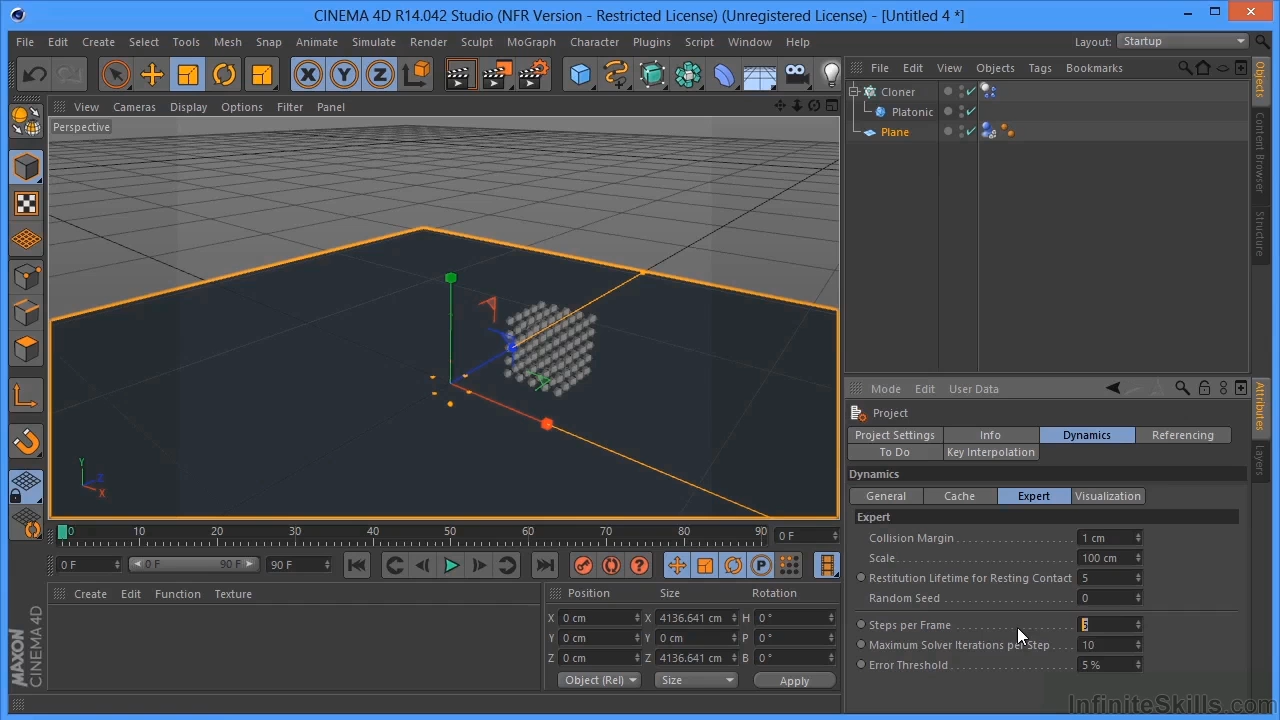 CINEMA 4D R14.042 Studio (NFR Version - Restricted License) (Unregistered License) - [Untitled 4 *]
File Edit Create Select Tools Mesh Snap Animate Simulate Render Sculpt MoGraph Character Plugins Script Window Help
Layout: Startup
View Cameras Display Options Filter Panel
Perspective
Y
Z
X
File Edit View Objects Tags Bookmarks
Cloner
Platonic
Plane
Objects
Content Browser
Structure
Mode Edit User Data
Project
Project Settings Info Dynamics Referencing
To Do Key Interpolation
Dynamics
General Cache Expert Visualization
Expert
Collision Margin 1 cm
Scale 100 cm
Restitution Lifetime for Resting Contact 5
Random Seed 0
Steps per Frame 5
Maximum Solver Iterations per Step 10
Error Threshold 5 %
Attributes
Layers
0 10 20 30 40 50 60 70 80 90 0 F
0 F 0 F 90 F 90 F
Create Edit Function Texture
Position Size Rotation
X 0 cm X 4136.641 cm H 0 °
Y 0 cm Y 0 cm P 0 °
Z 0 cm Z 4136.641 cm B 0 °
Object (Rel) Size Apply
MAXON
CINEMA 4D
InfiniteSkills.com